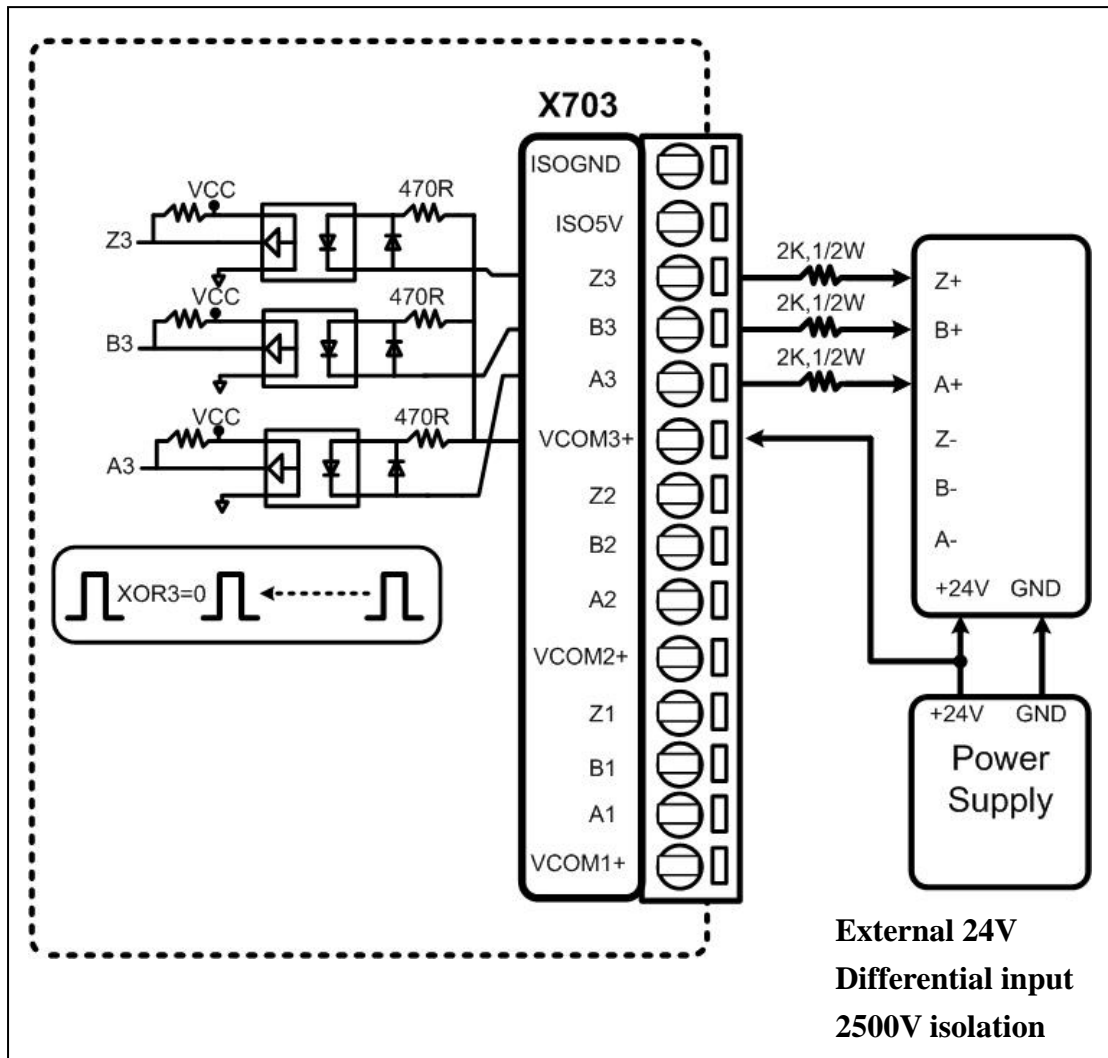 X703
ISOGND
ISO5V
Z3
B3
A3
VCOM3+
Z2
B2
A2
VCOM2+
Z1
B1
A1
VCOM1+
VCC
470R
Z3
VCC
470R
B3
VCC
470R
A3
XOR3=0
2K,1/2W
2K,1/2W
2K,1/2W
Z+
B+
A+
Z-
B-
A-
+24V GND
+24V GND
Power
Supply
External 24V
Differential input
2500V isolation